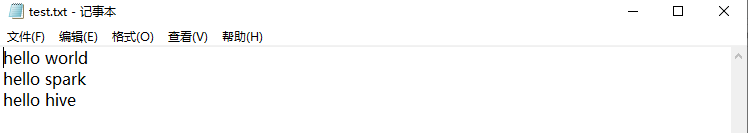 test.txt - 记事本
文件(F) 编辑(E) 格式(O) 查看(V) 帮助(H)
hello world
hello spark
hello hive